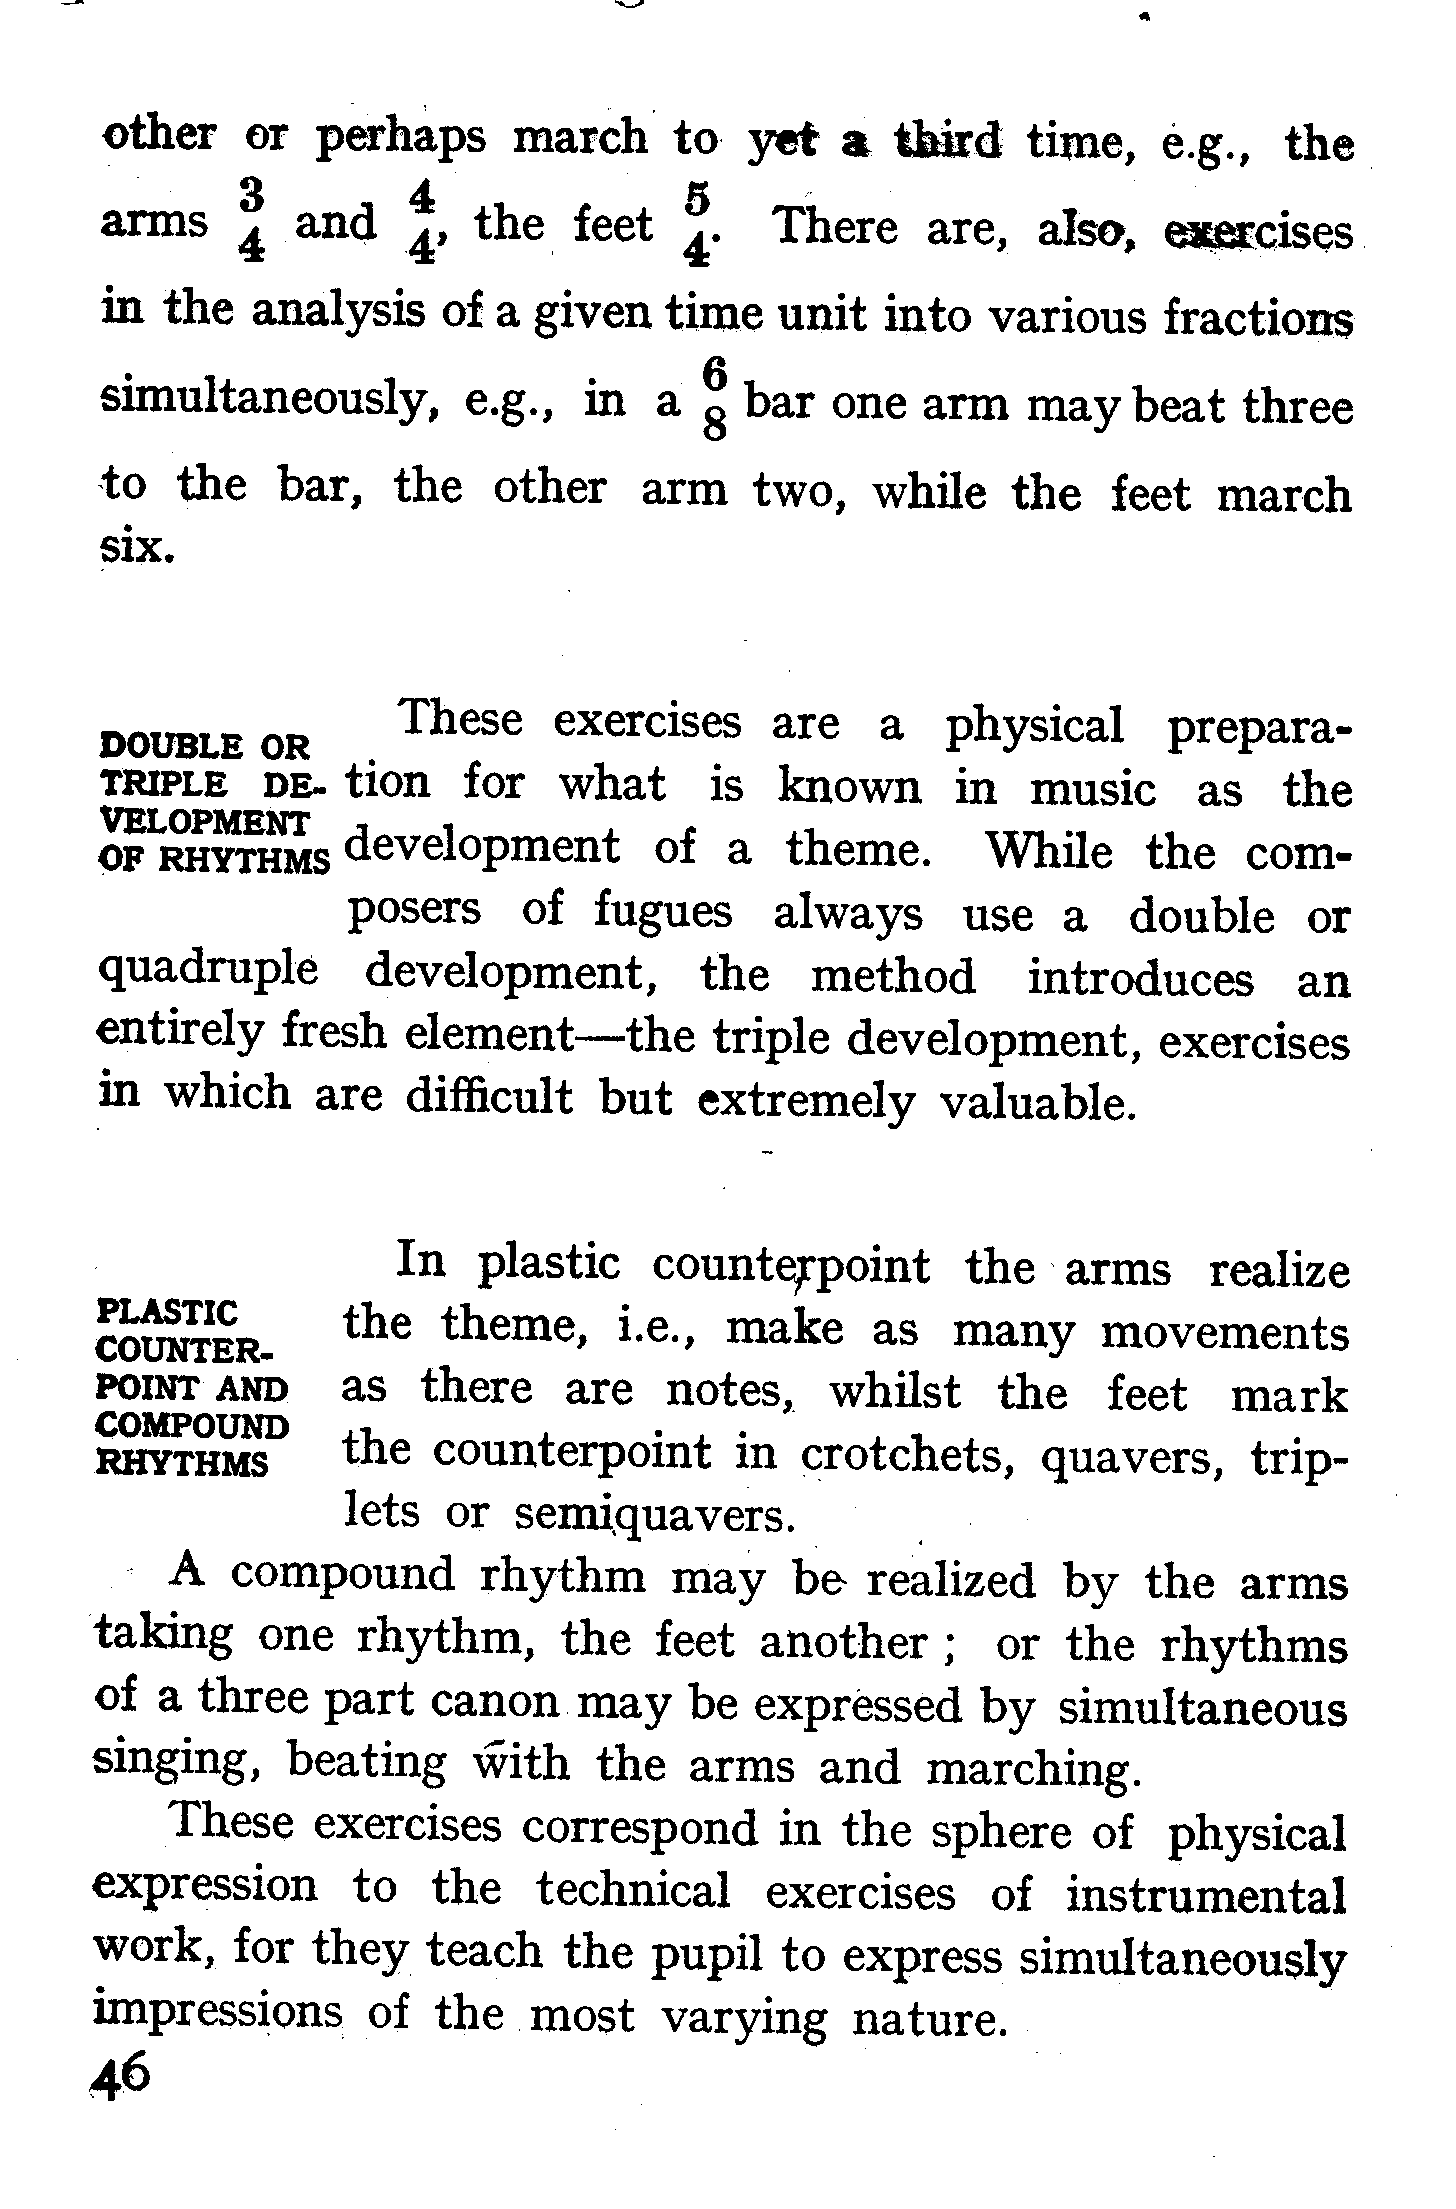 other or perhaps march to yet a third time, e.g., the
arms 3/4 and 4/4, the feet 5/4. There are, also, exercises
in the analysis of a given time unit into various fractions
simultaneously, e.g., in a 6/8 bar one arm may beat three
to the bar, the other arm two, while the feet march
six.
DOUBLE OR
TRIPLE DE-
VELOPMENT
OF RHYTHMS
These exercises are a physical prepara-
tion for what is known in music as the
development of a theme. While the com-
posers of fugues always use a double or
quadruple development, the method introduces an
entirely fresh element—the triple development, exercises
in which are difficult but extremely valuable.
PLASTIC
COUNTER-
POINT AND
COMPOUND
RHYTHMS
In plastic counterpoint the arms realize
the theme, i.e., make as many movements
as there are notes, whilst the feet mark
the counterpoint in crotchets, quavers, trip-
lets or semiquavers.
A compound rhythm may be realized by the arms
taking one rhythm, the feet another ; or the rhythms
of a three part canon may be expressed by simultaneous
singing, beating with the arms and marching.
These exercises correspond in the sphere of physical
expression to the technical exercises of instrumental
work, for they teach the pupil to express simultaneously
impressions of the most varying nature.
46